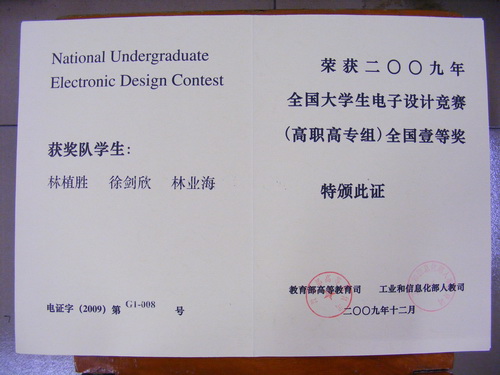 National Undergraduate
Electronic Design Contest
获奖队学生：
林植胜 徐剑欣 林业海
电证字（2009）第 G1-008 号
荣获二〇〇九年
全国大学生电子设计竞赛
（高职高专组）全国壹等奖
特颁此证
教育部高等教育司 工业和信息化部人教司
二〇〇九年十二月